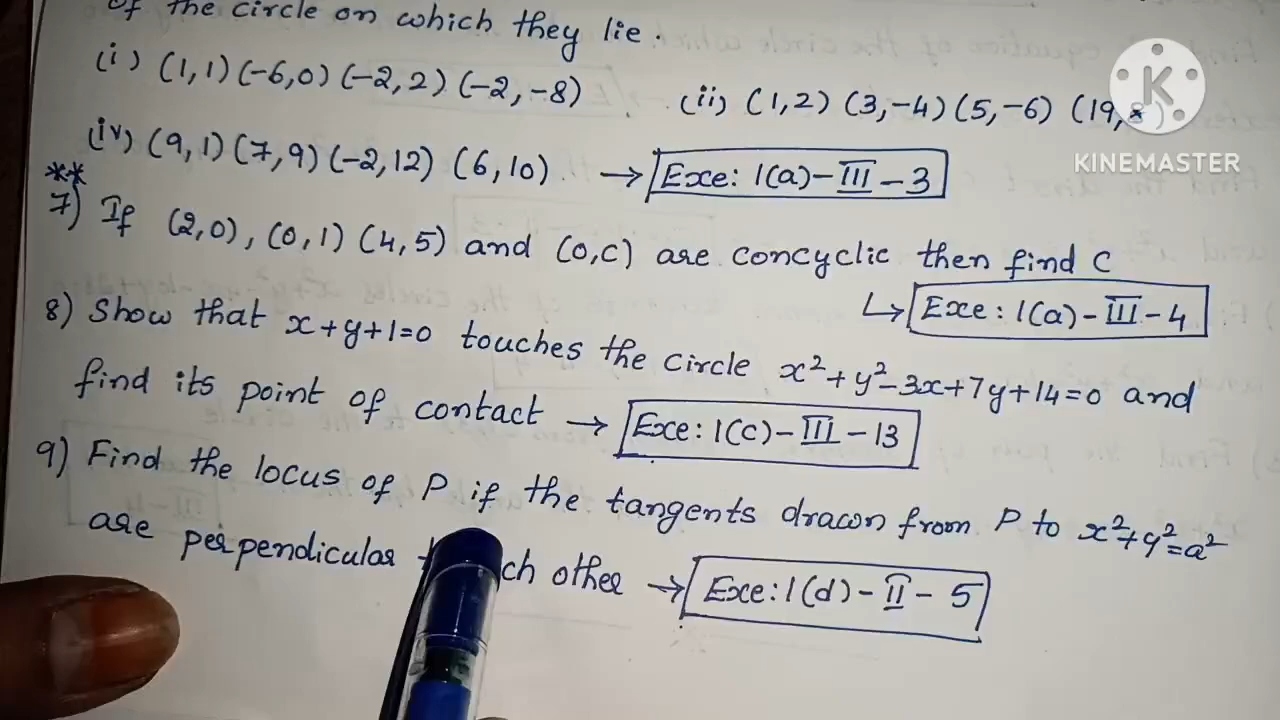 of the circle on which they lie.
(i) (1,1) (-6,0) (-2,2) (-2,-8)
(ii) (1,2) (3,-4) (5,-6) (19,8)
(iv) (9,1) (7,9) (-2,12) (6,10) → Exe: 1(a)-III-3
**
7) If (2,0), (0,1) (4,5) and (0,c) are concyclic then find c
↳ Exe: 1(a)-III-4
8) Show that x+y+1=0 touches the circle x²+y²-3x+7y+14=0 and
find its point of contact → Exe: 1(c)-III-13
9) Find the locus of P if the tangents drawn from P to x²+y²=a²
are perpendicular ch other → Exe: 1(d)-II-5
K
KINEMASTER